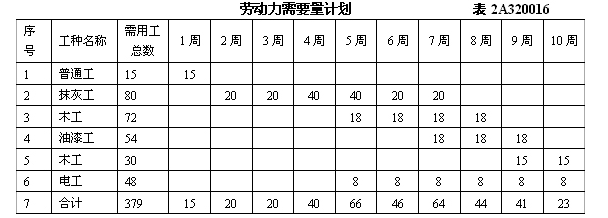 劳动力需要量计划 表 2A320016
序号 工种名称 需用工总数 1周 2周 3周 4周 5周 6周 7周 8周 9周 10周
1 普通工 15 15
2 抹灰工 80 20 20 40 40 20 20
3 木工 72 18 18 18 18
4 油漆工 54 18 18 18
5 木工 30 15 15
6 电工 48 8 8 8 8 8 8
7 合计 379 15 20 20 40 66 46 64 44 41 23